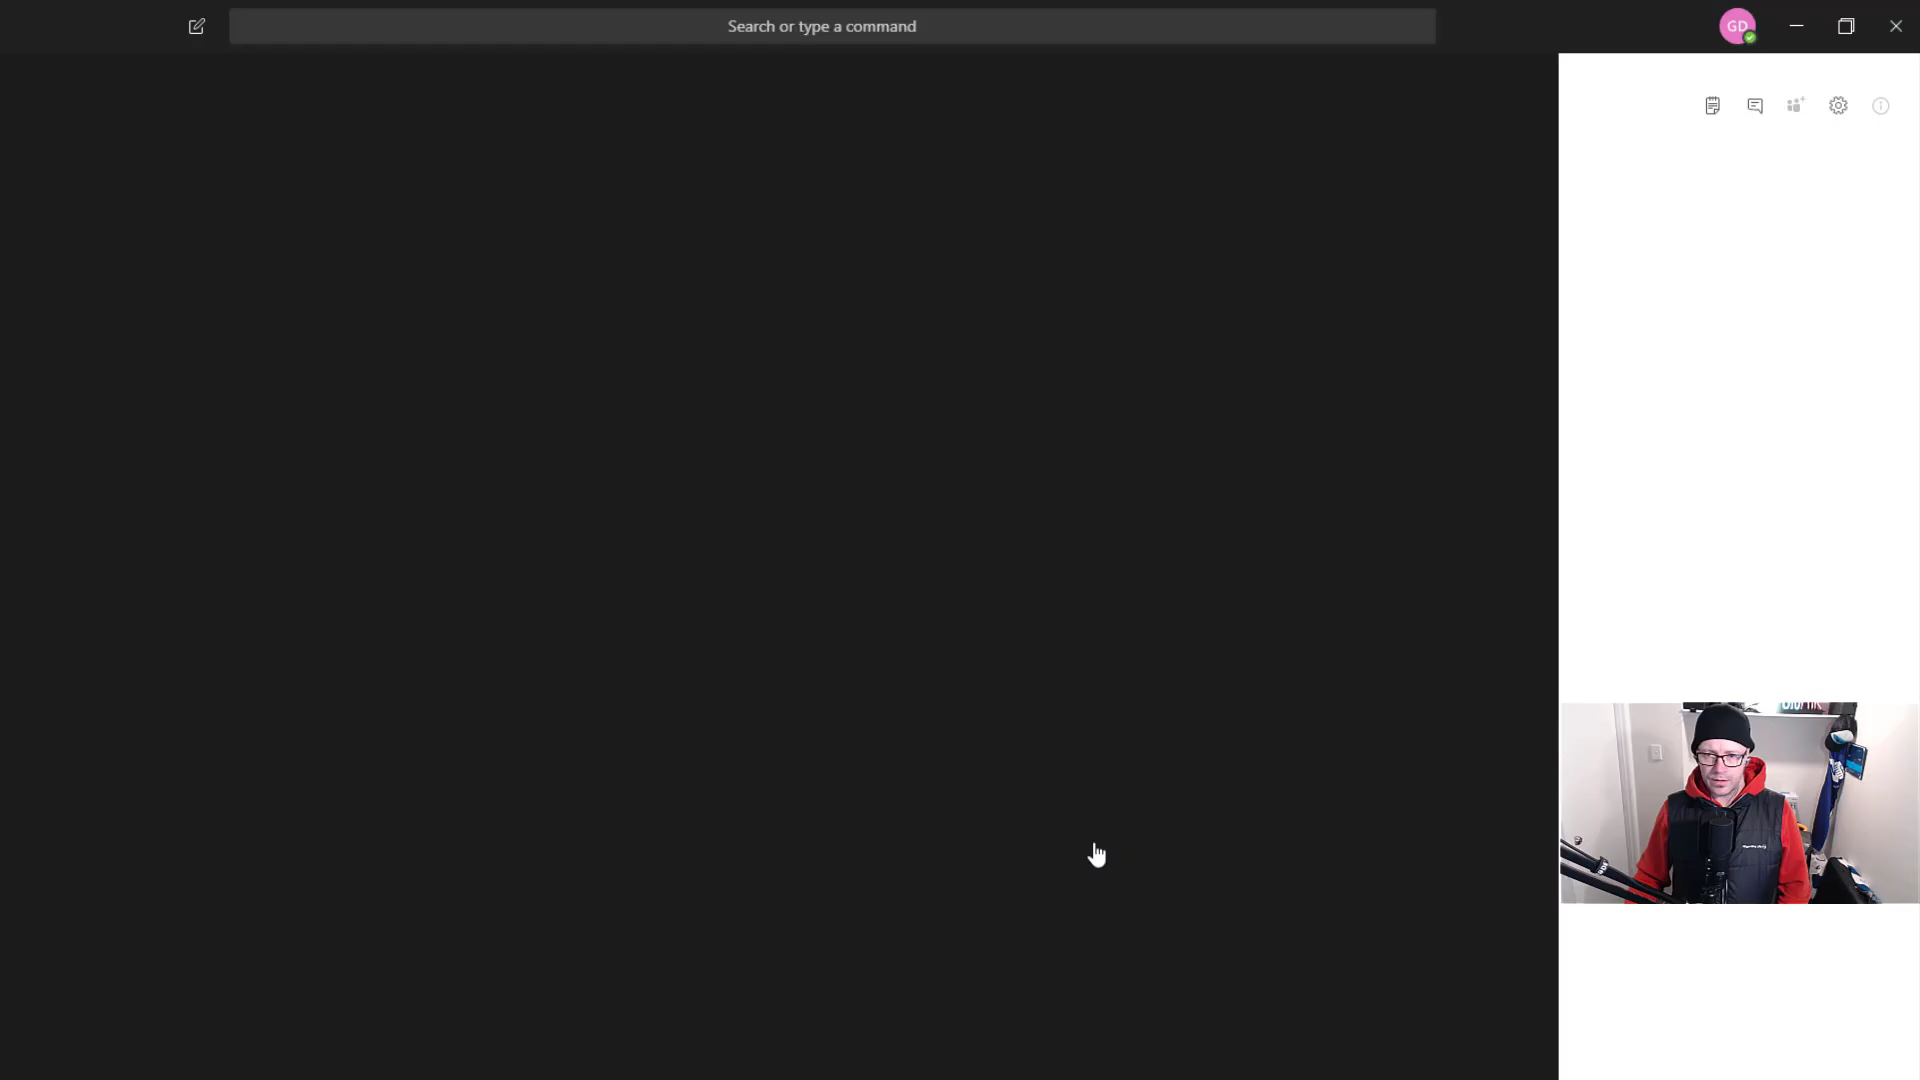 Search or type a command
GD